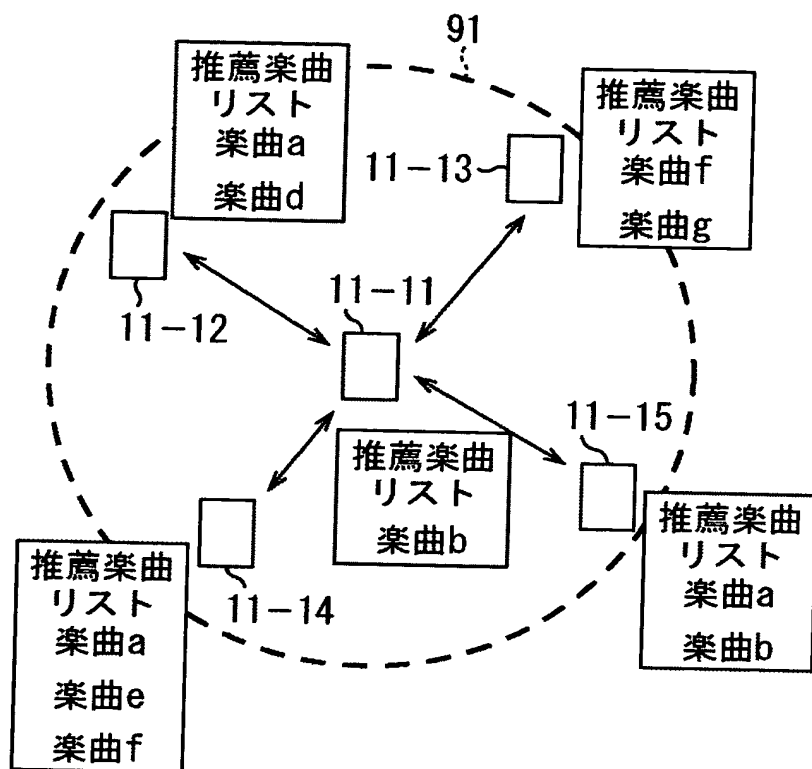 91
推薦楽曲
リスト
楽曲a
楽曲d
推薦楽曲
リスト
楽曲f
楽曲g
11-13
11-12
11-11
11-15
推薦楽曲
リスト
楽曲b
推薦楽曲
リスト
楽曲a
楽曲b
11-14
推薦楽曲
リスト
楽曲a
楽曲e
楽曲f